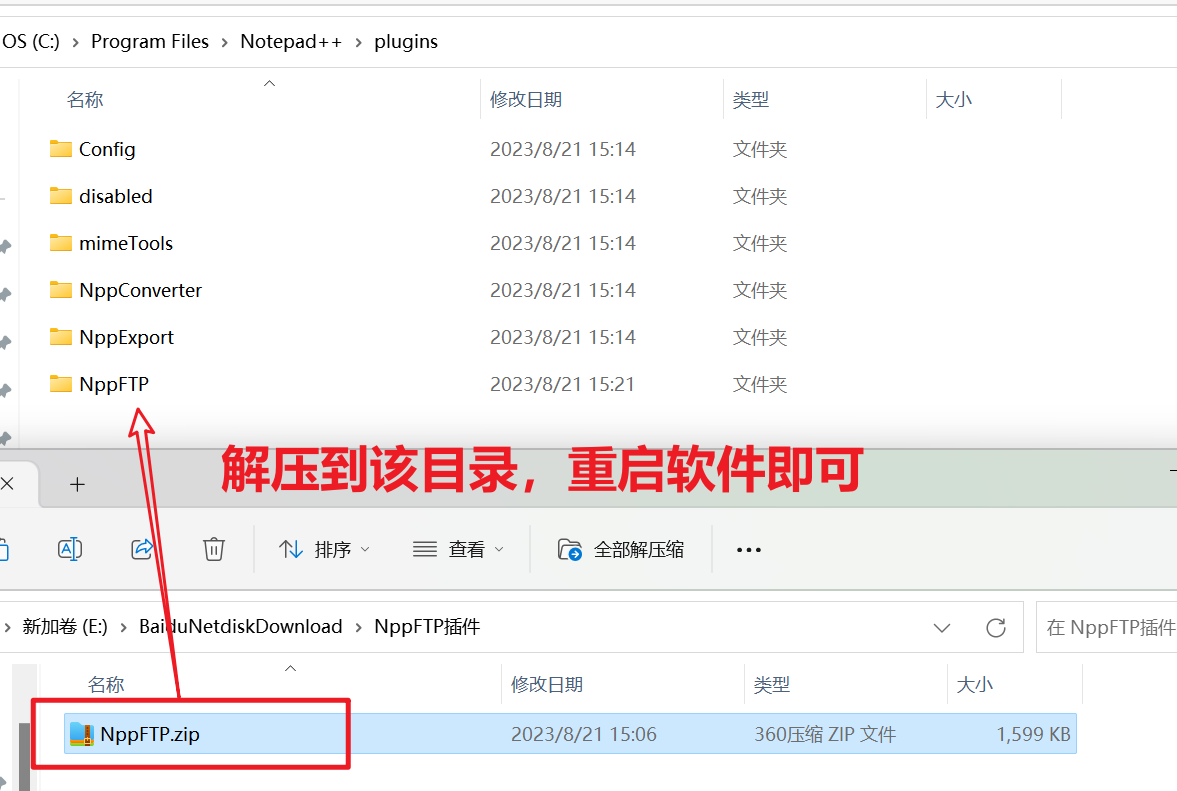 OS (C:) › Program Files › Notepad++ › plugins
名称 修改日期 类型 大小
Config 2023/8/21 15:14 文件夹
disabled 2023/8/21 15:14 文件夹
mimeTools 2023/8/21 15:14 文件夹
NppConverter 2023/8/21 15:14 文件夹
NppExport 2023/8/21 15:14 文件夹
NppFTP 2023/8/21 15:21 文件夹
解压到该目录，重启软件即可
排序 查看 全部解压缩
› 新加卷 (E:) › BaiduNetdiskDownload › NppFTP插件 在 NppFTP插件
名称 修改日期 类型 大小
NppFTP.zip 2023/8/21 15:06 360压缩 ZIP 文件 1,599 KB